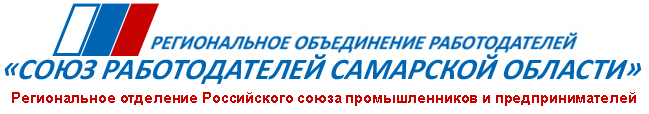 РЕГИОНАЛЬНОЕ ОБЪЕДИНЕНИЕ РАБОТОДАТЕЛЕЙ
«СОЮЗ РАБОТОДАТЕЛЕЙ САМАРСКОЙ ОБЛАСТИ»
Региональное отделение Российского союза промышленников и предпринимателей